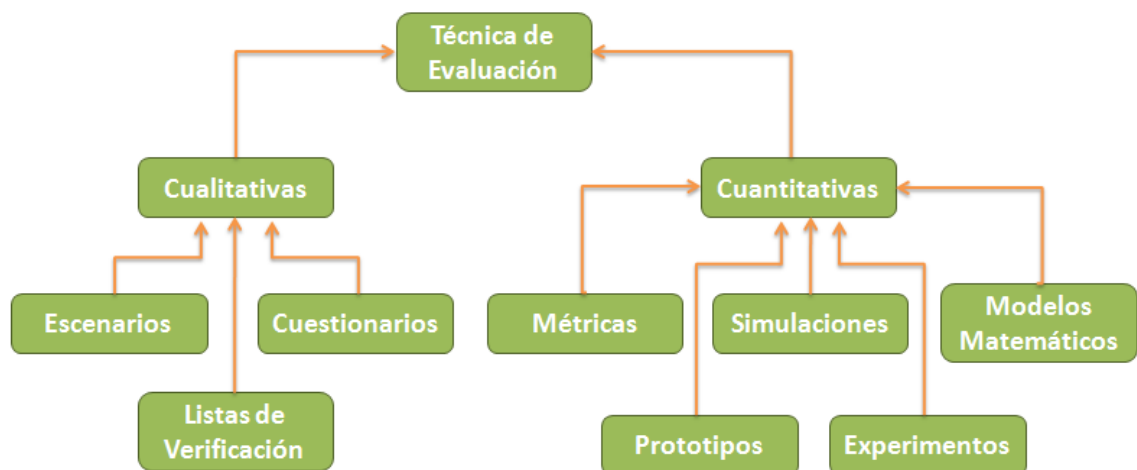 Técnica de
Evaluación
Cualitativas
Cuantitativas
Escenarios
Cuestionarios
Métricas
Simulaciones
Modelos
Matemáticos
Listas de
Verificación
Prototipos
Experimentos